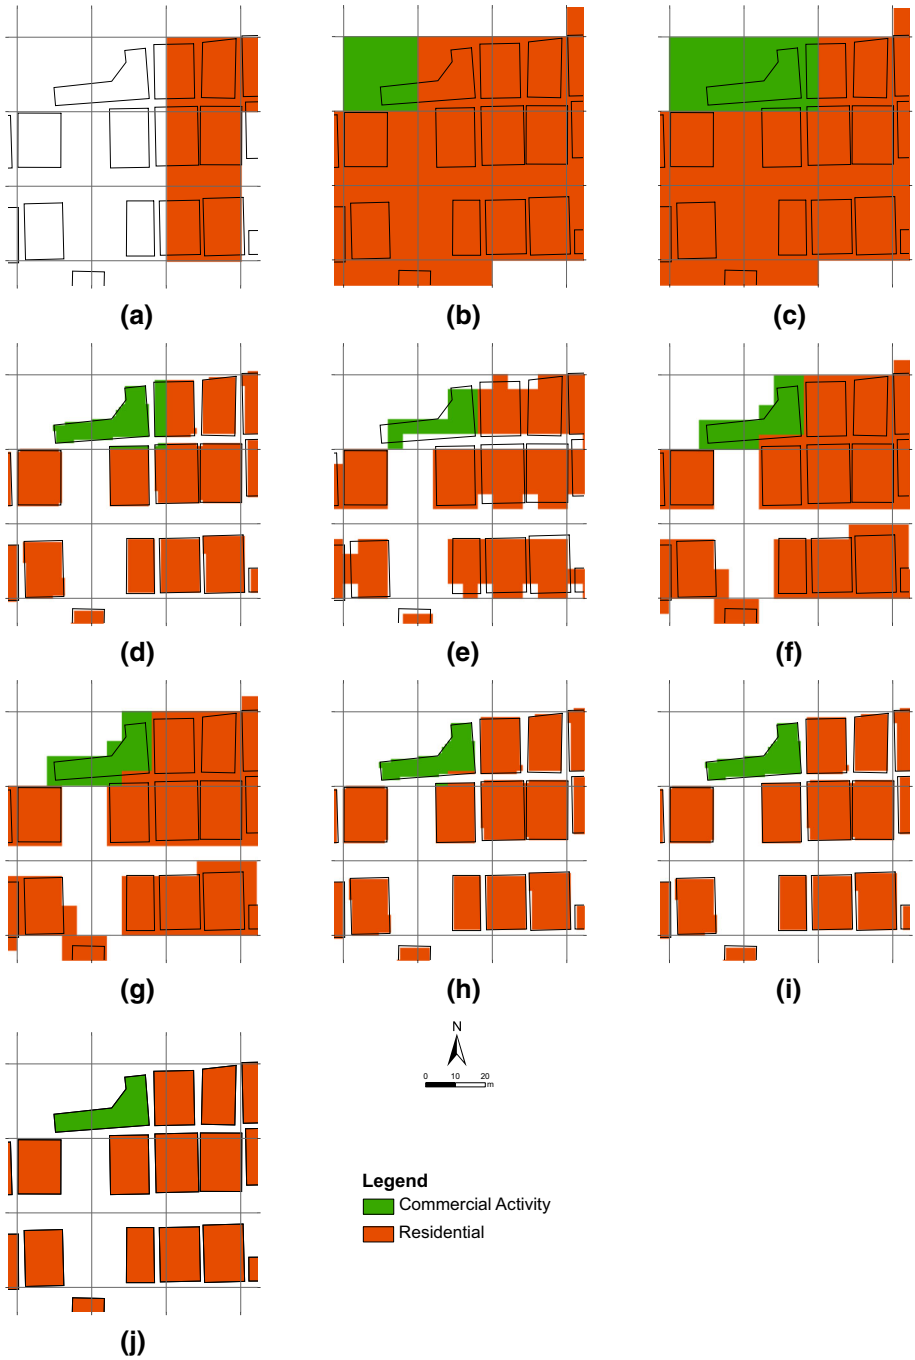 (a) (b) (c)
(d) (e) (f)
(g) (h) (i)
N
0 10 20
m
Legend
Commercial Activity
Residential
(j)